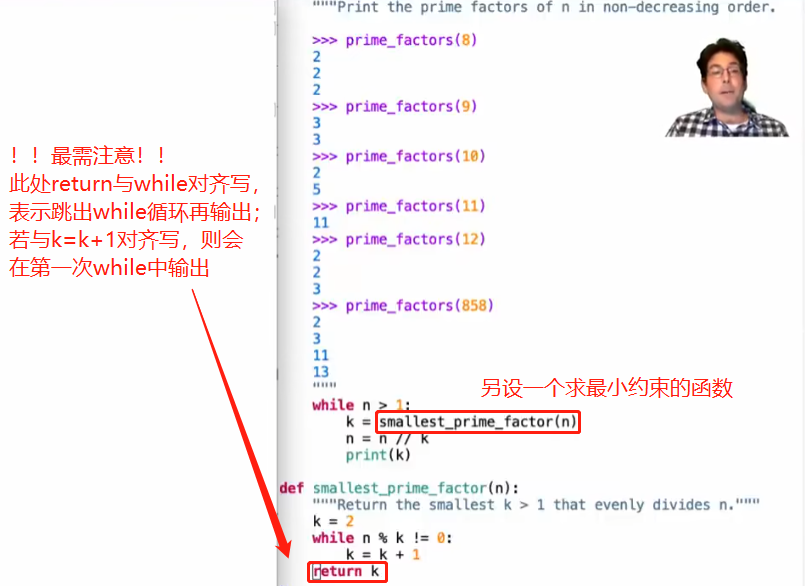 """Print the prime factors of n in non-decreasing order.
>>> prime_factors(8)
2
2
2
>>> prime_factors(9)
3
3
>>> prime_factors(10)
2
5
>>> prime_factors(11)
11
>>> prime_factors(12)
2
2
3
>>> prime_factors(858)
2
3
11
13
"""
while n > 1:
k = smallest_prime_factor(n)
n = n // k
print(k)
def smallest_prime_factor(n):
"""Return the smallest k > 1 that evenly divides n."""
k = 2
while n % k != 0:
k = k + 1
return k
！！最需注意！！
此处return与while对齐写，
表示跳出while循环再输出；
若与k=k+1对齐写，则会
在第一次while中输出
另设一个求最小约束的函数